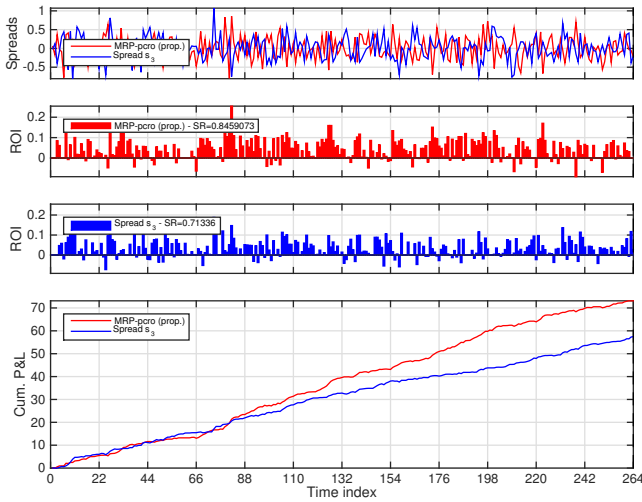 Spreads
1
0.5
0
-0.5
MRP-pcro (prop.)
Spread s3
ROI
0.2
0.1
0
MRP-pcro (prop.) - SR=0.8459073
ROI
0.2
0.1
0
Spread s3 - SR=0.71336
Cum. P&L
70
60
50
40
30
20
10
0
MRP-pcro (prop.)
Spread s3
0 22 44 66 88 110 132 154 176 198 220 242 264
Time index